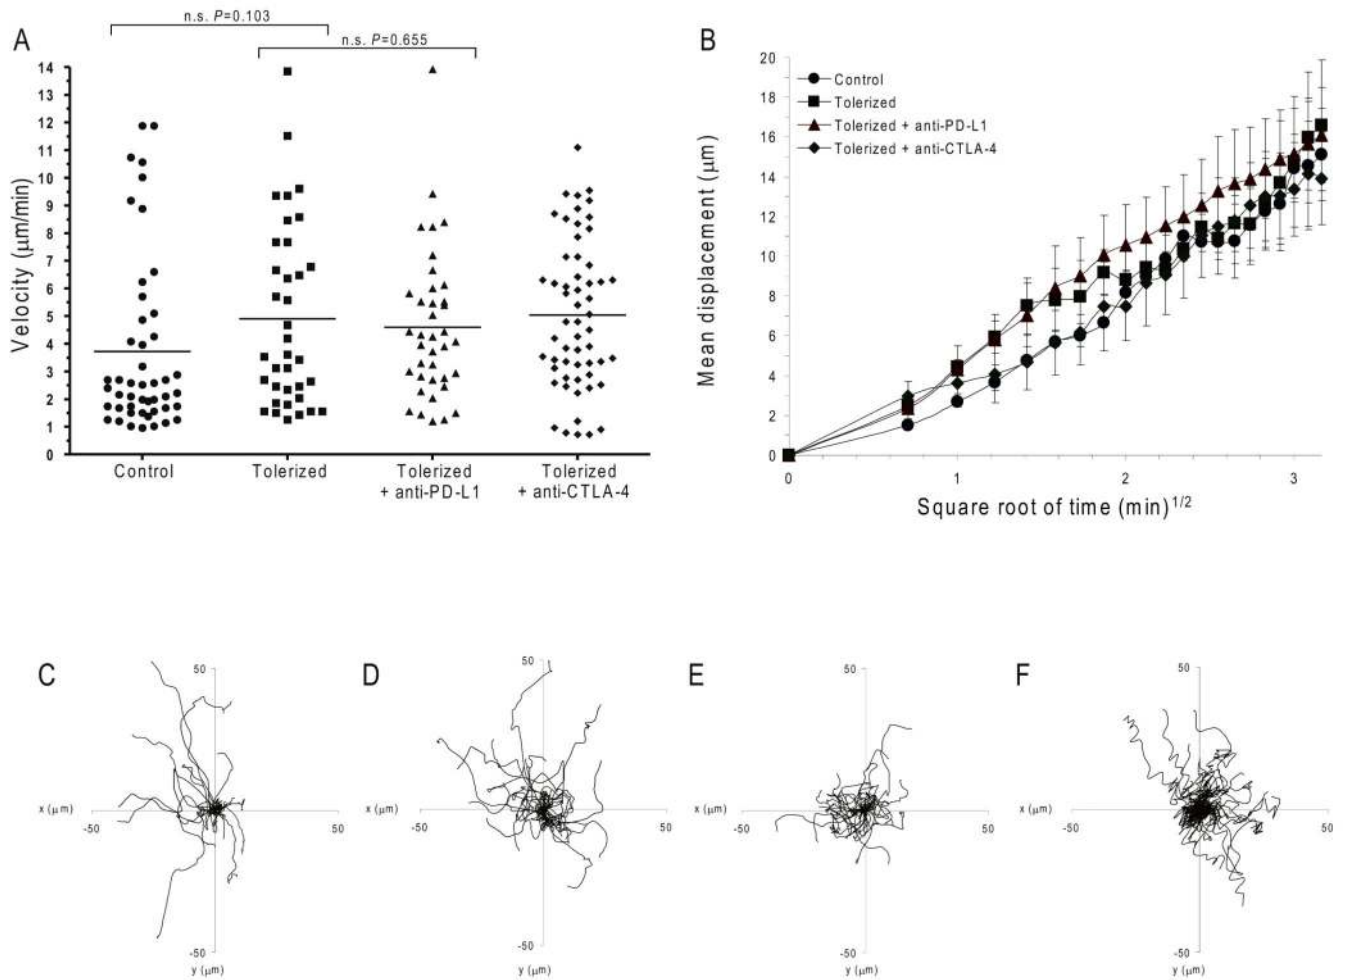 A
n.s. P=0.103
n.s. P=0.655
Velocity (μm/min)
14
13
12
11
10
9
8
7
6
5
4
3
2
1
0
Control
Tolerized
Tolerized
+ anti-PD-L1
Tolerized
+ anti-CTLA-4
B
Mean displacement (μm)
20
18
16
14
12
10
8
6
4
2
0
Control
Tolerized
Tolerized + anti-PD-L1
Tolerized + anti-CTLA-4
0 1 2 3
Square root of time (min)1/2
C
50
x (μm)
-50
50
-50
y (μm)
D
50
x (μm)
-50
50
-50
y (μm)
E
50
x (μm)
-50
50
-50
y (μm)
F
50
x (μm)
-50
50
-50
y (μm)